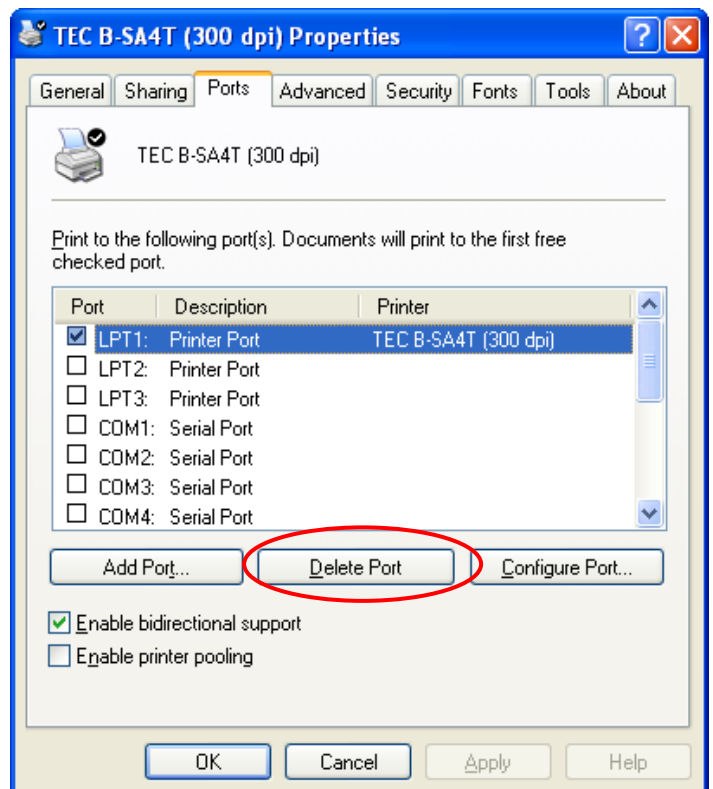 TEC B-SA4T (300 dpi) Properties
General Sharing Ports Advanced Security Fonts Tools About
TEC B-SA4T (300 dpi)
Print to the following port(s). Documents will print to the first free
checked port.
Port Description Printer
LPT1: Printer Port TEC B-SA4T (300 dpi)
LPT2: Printer Port
LPT3: Printer Port
COM1: Serial Port
COM2: Serial Port
COM3: Serial Port
COM4: Serial Port
Add Port... Delete Port Configure Port...
Enable bidirectional support
Enable printer pooling
OK Cancel Apply Help